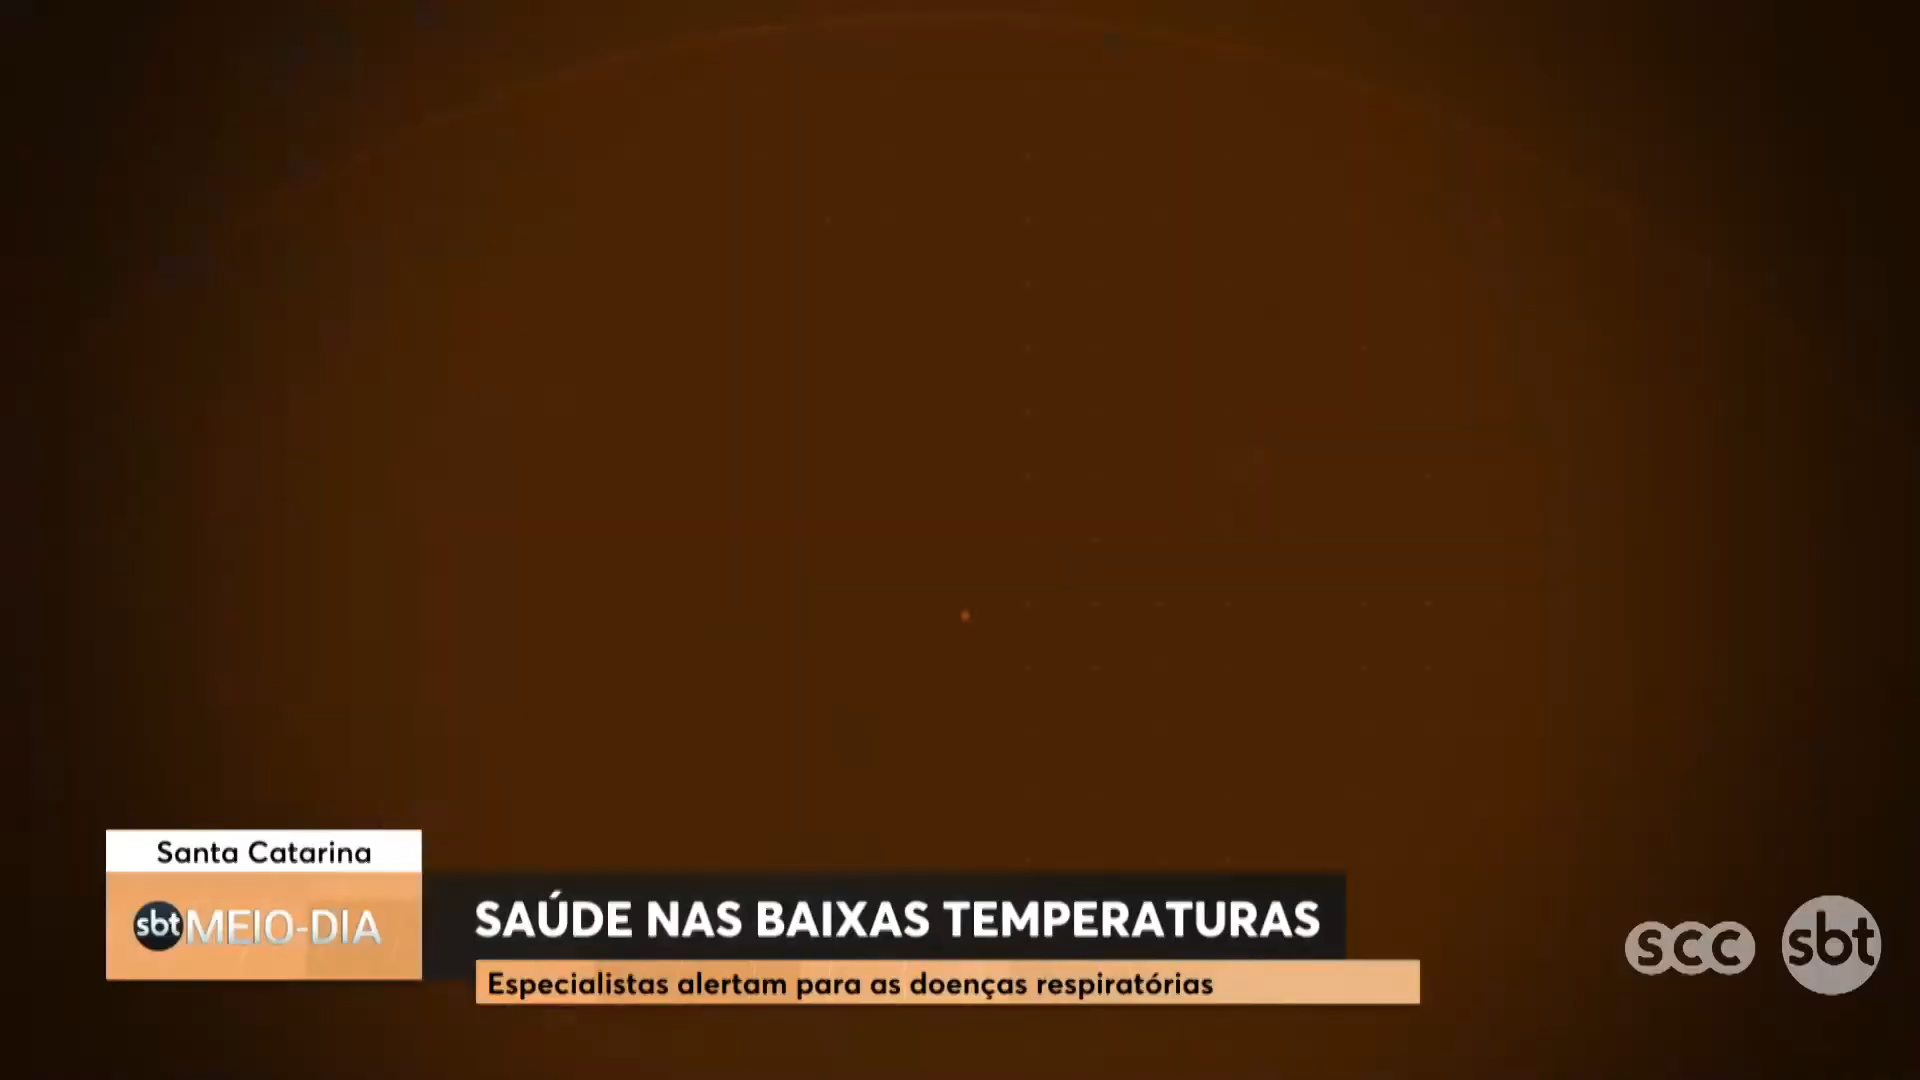 Santa Catarina
sbt MEIO-DIA
SAÚDE NAS BAIXAS TEMPERATURAS
Especialistas alertam para as doenças respiratórias
scc sbt